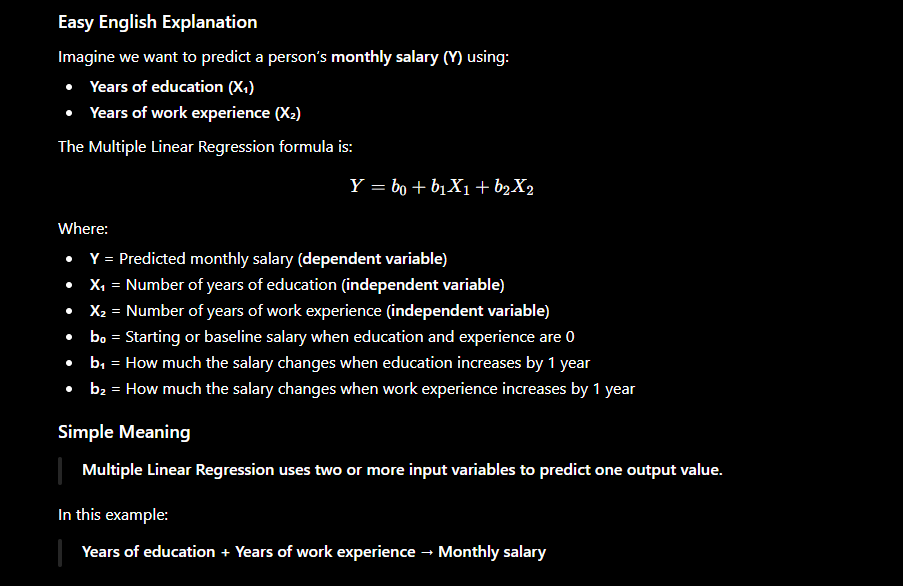 Easy English Explanation
Imagine we want to predict a person's monthly salary (Y) using:
• Years of education (X₁)
• Years of work experience (X₂)
The Multiple Linear Regression formula is:
Y = b₀ + b₁X₁ + b₂X₂
Where:
• Y = Predicted monthly salary (dependent variable)
• X₁ = Number of years of education (independent variable)
• X₂ = Number of years of work experience (independent variable)
• b₀ = Starting or baseline salary when education and experience are 0
• b₁ = How much the salary changes when education increases by 1 year
• b₂ = How much the salary changes when work experience increases by 1 year
Simple Meaning
Multiple Linear Regression uses two or more input variables to predict one output value.
In this example:
Years of education + Years of work experience → Monthly salary